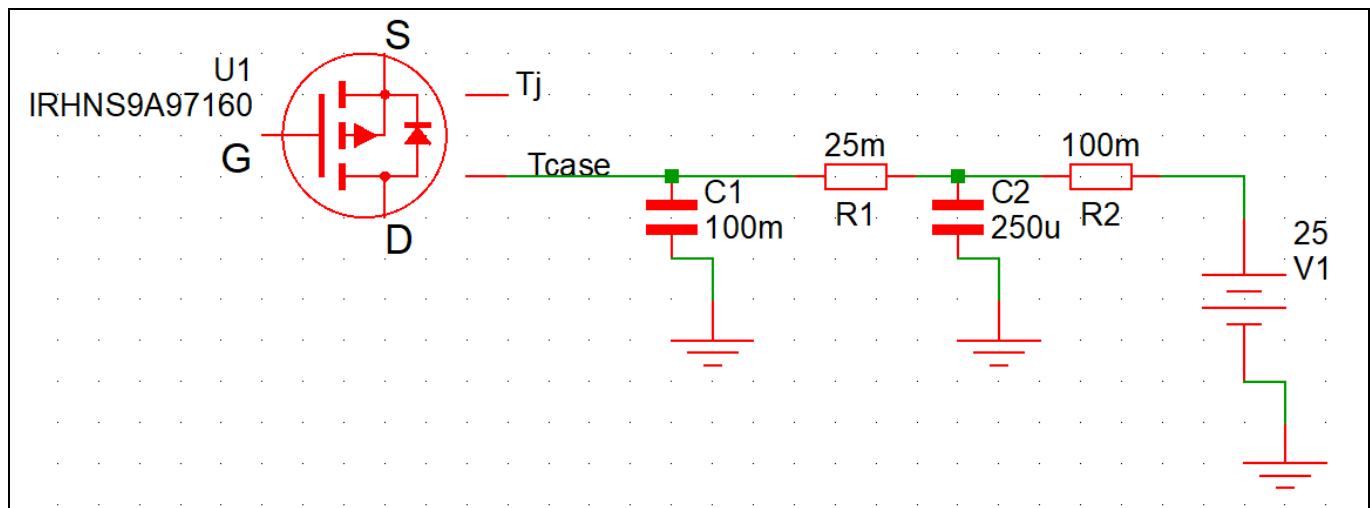 S
U1
IRHNS9A97160
G
D
Tj
Tcase
C1
100m
25m
R1
C2
250u
100m
R2
25
V1